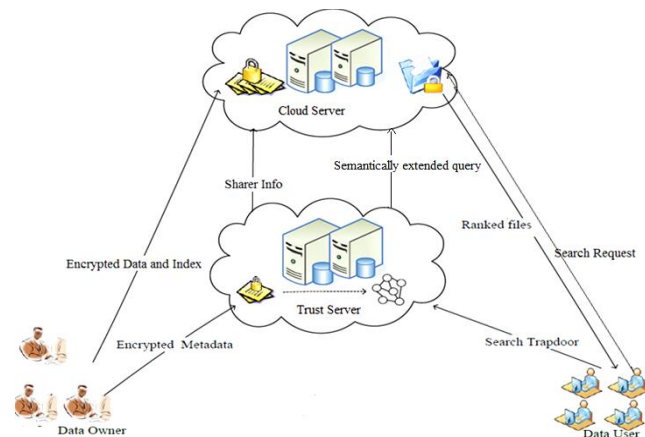 Cloud Server
Semantically extended query
Sharer Info
Ranked files
Search Request
Encrypted Data and Index
Trust Server
Encrypted Metadata
Search Trapdoor
Data Owner
Data User